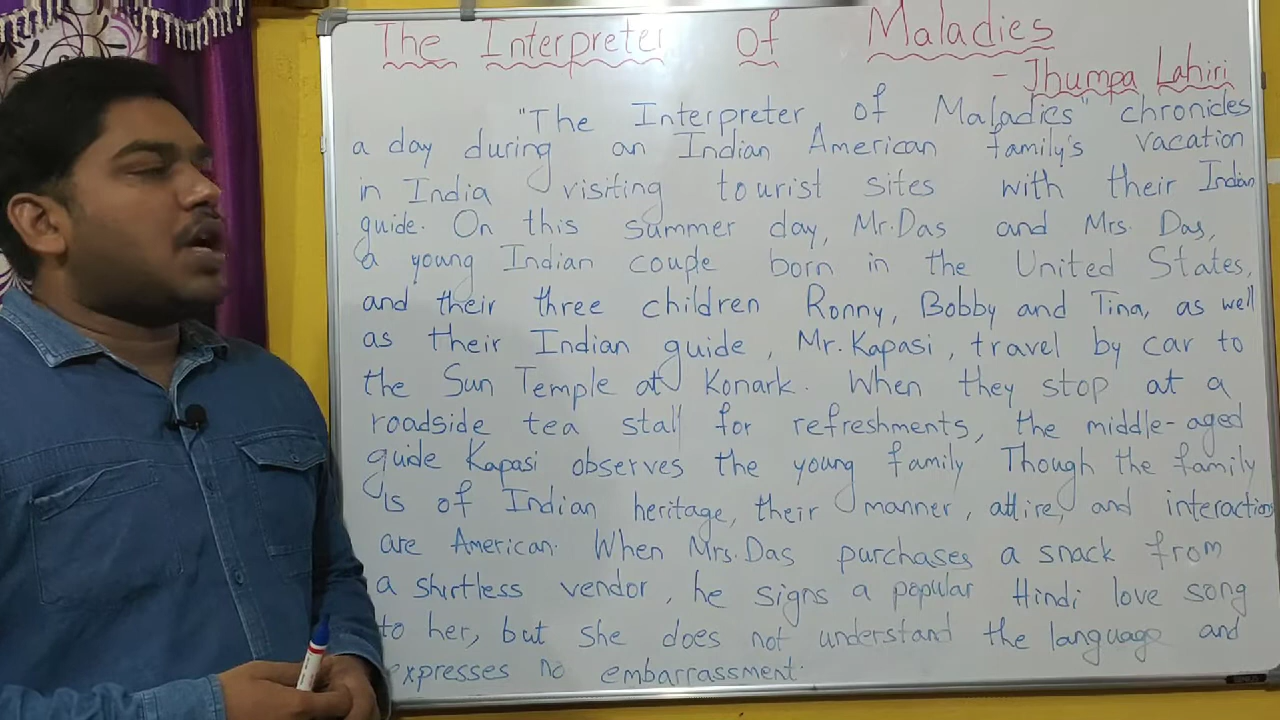 The Interpreter of Maladies
- Jhumpa Lahiri
"The Interpreter of Maladies" chronicles
a day during an Indian American family's vacation
in India visiting tourist sites with their Indian
guide. On this summer day, Mr.Das and Mrs. Das,
a young Indian couple born in the United States,
and their three children Ronny, Bobby and Tina, as well
as their Indian guide, Mr.Kapasi, travel by car to
the Sun Temple at Konark. When they stop at a
roadside tea stall for refreshments, the middle-aged
guide Kapasi observes the young family Though the family
is of Indian heritage, their manner, attire, and interaction
are American. When Mrs.Das purchases a snack from
a shirtless vendor, he signs a popular Hindi love song
to her, but she does not understand the language and
expresses no embarrassment.